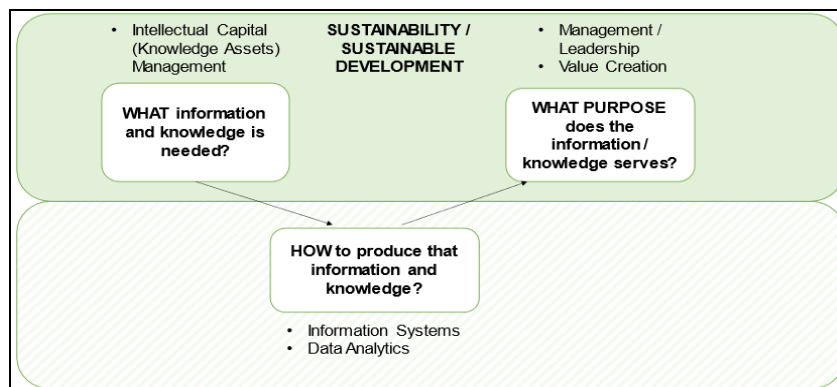 • Intellectual Capital
(Knowledge Assets)
Management
SUSTAINABILITY /
SUSTAINABLE
DEVELOPMENT
• Management /
Leadership
• Value Creation
WHAT information
and knowledge is
needed?
WHAT PURPOSE
does the
information /
knowledge serves?
HOW to produce that
information and
knowledge?
• Information Systems
• Data Analytics